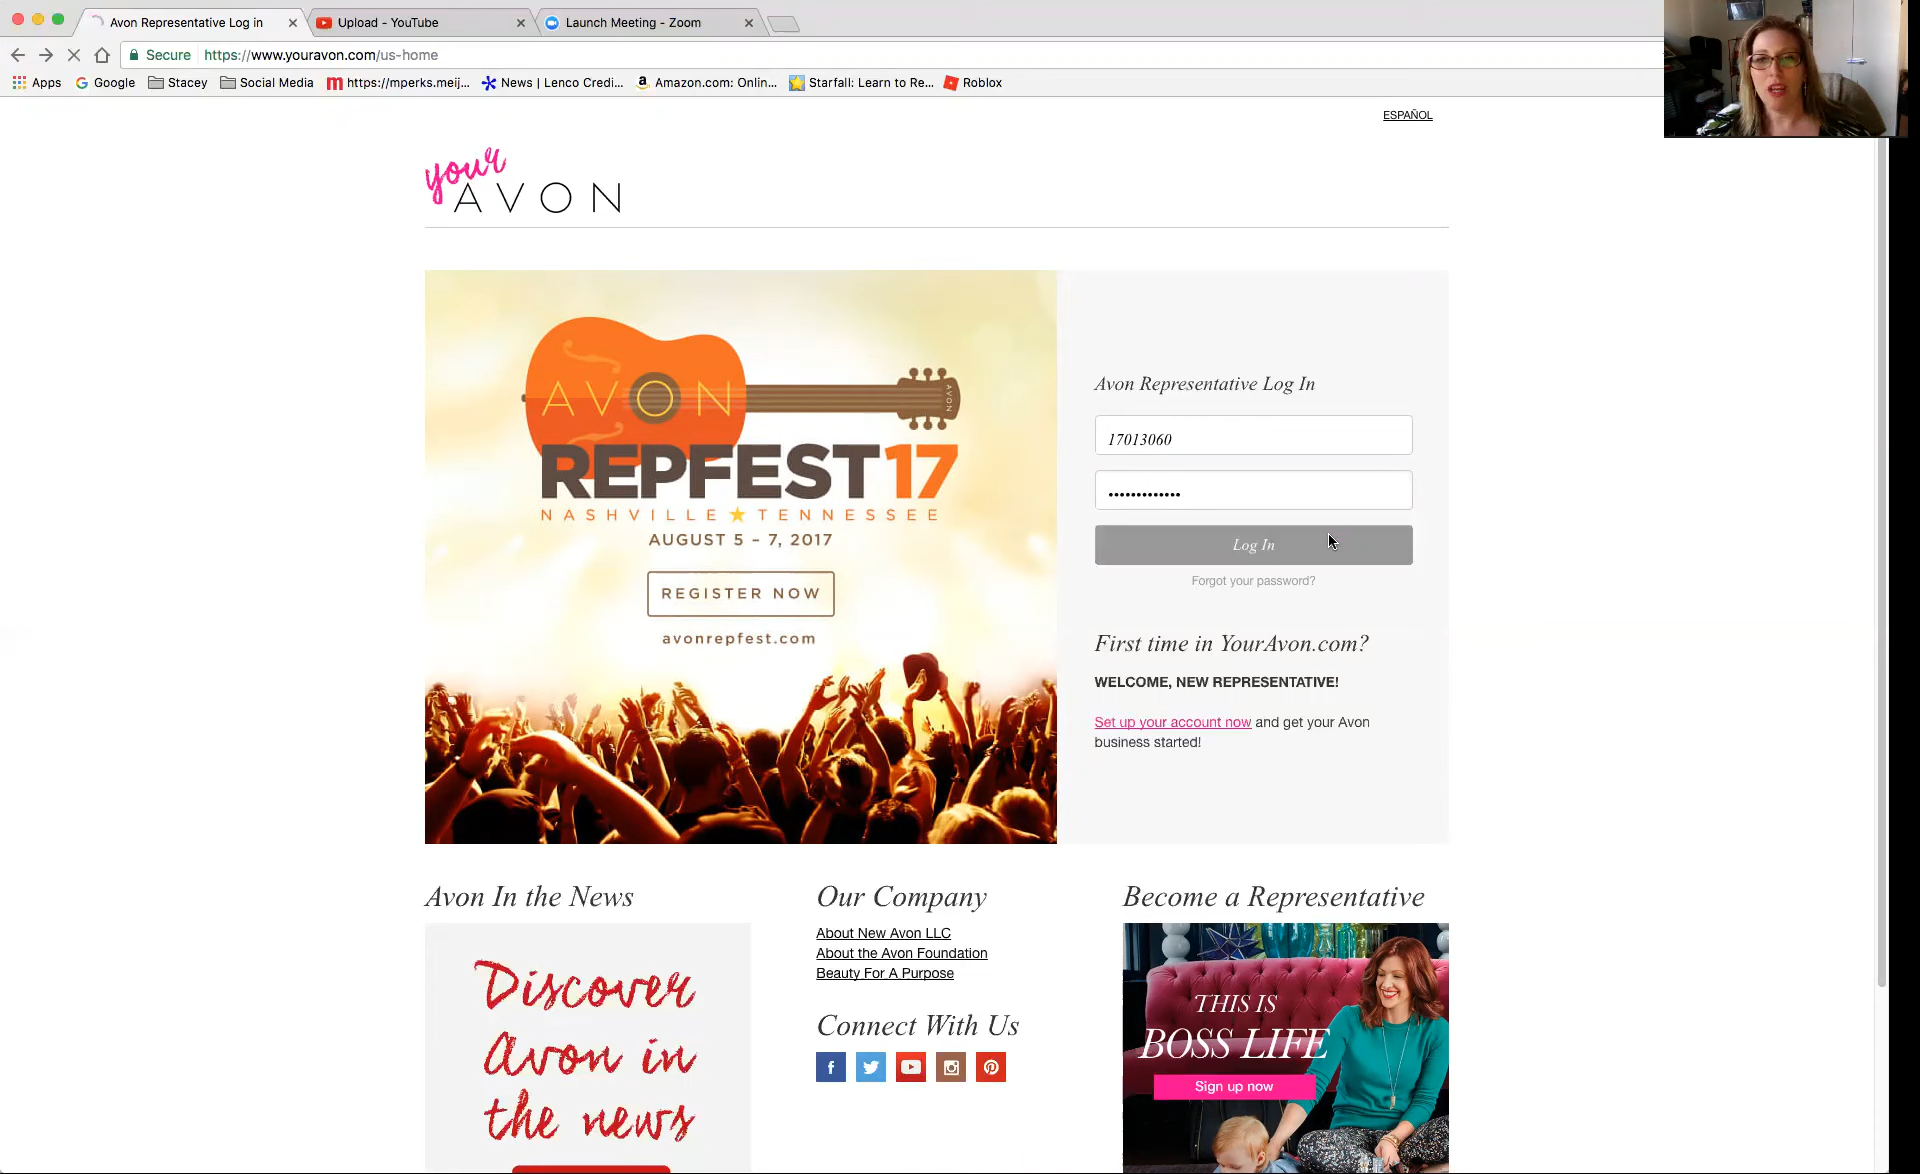 Avon Representative Log in
Upload - YouTube
Launch Meeting - Zoom
Secure https://www.youravon.com/us-home
Apps Google Stacey Social Media https://mperks.meij... News | Lenco Credi... Amazon.com: Onlin... Starfall: Learn to Re... Roblox
ESPAÑOL
your
AVON
AVON
AVON
REPFEST17
NASHVILLE TENNESSEE
AUGUST 5 - 7, 2017
REGISTER NOW
avonrepfest.com
Avon Representative Log In
17013060
•••••••••••••
Log In
Forgot your password?
First time in YourAvon.com?
WELCOME, NEW REPRESENTATIVE!
Set up your account now and get your Avon
business started!
Avon In the News
Discover
Avon in
the news
Our Company
About New Avon LLC
About the Avon Foundation
Beauty For A Purpose
Connect With Us
Become a Representative
THIS IS
BOSS LIFE
Sign up now